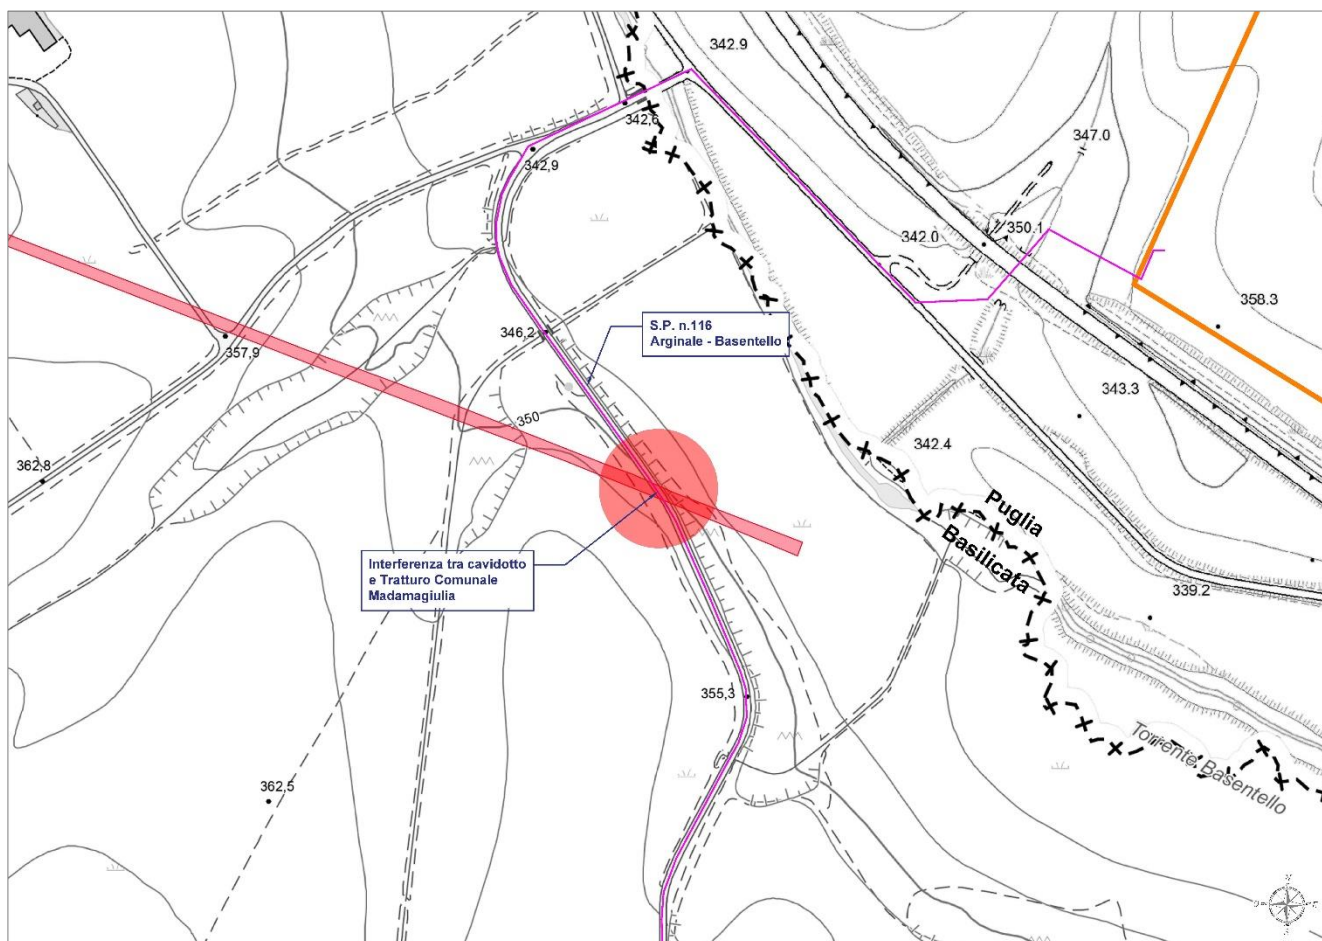 342.9
347.0
342,6
342,9
350.1
342.0
358.3
346,2
S.P. n.116
Arginale - Basentello
357,9
343.3
350
342.4
362,8
Puglia
Basilicata
Interferenza tra cavidotto
e Tratturo Comunale
Madamagiulia
339.2
355,3
Torrente Basentello
362,5